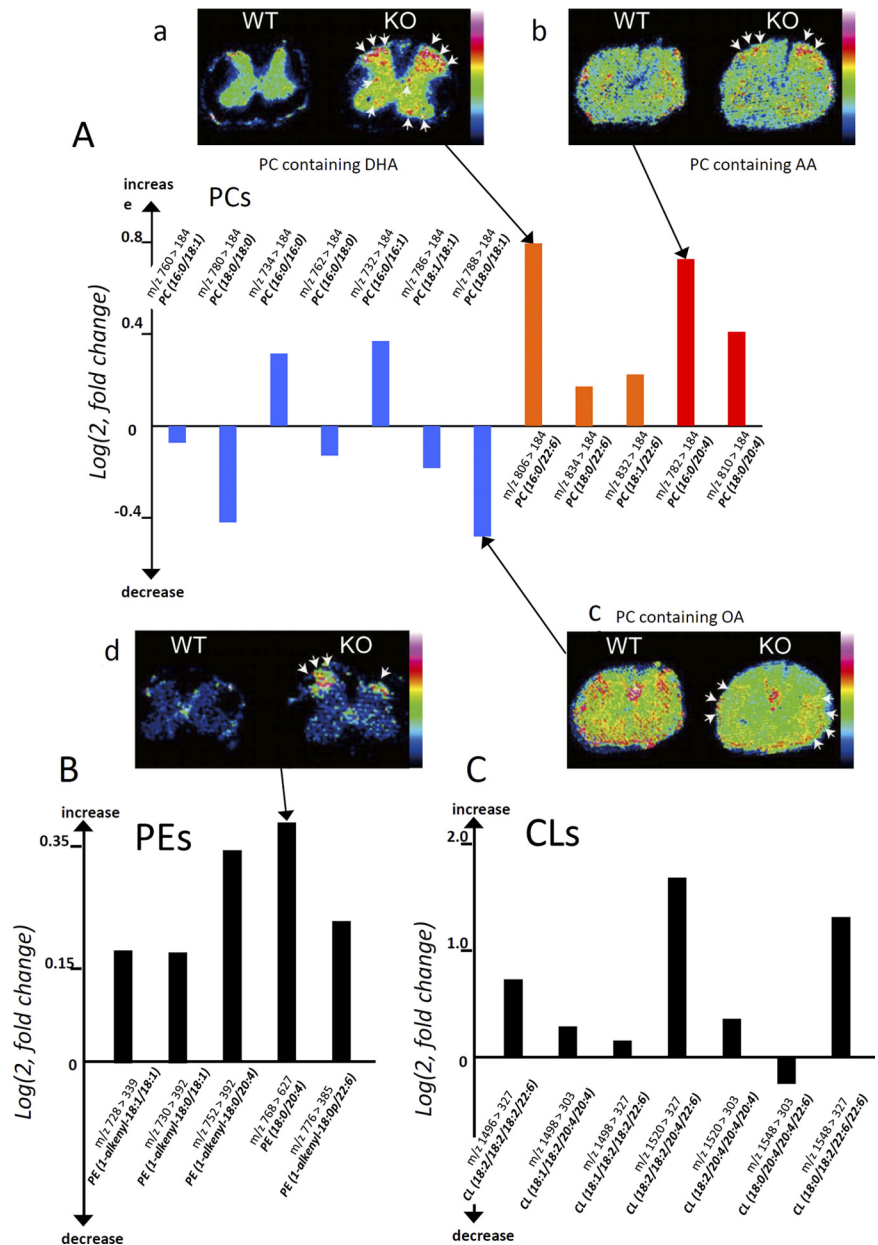 a
WT
KO
b
WT
KO
A
PC containing DHA
PC containing AA
increas
e
PCs
0.8
0.4
0
-0.4
decrease
Log(2, fold change)
m/z 760 > 184
PC (16:0/18:1)
m/z 780 > 184
PC (18:0/18:0)
m/z 734 > 184
PC (16:0/16:0)
m/z 762 > 184
PC (16:0/18:0)
m/z 732 > 184
PC (16:0/16:1)
m/z 786 > 184
PC (18:1/18:1)
m/z 788 > 184
PC (18:0/18:1)
m/z 806 > 184
PC (16:0/22:6)
m/z 834 > 184
PC (18:0/22:6)
m/z 832 > 184
PC (18:1/22:6)
m/z 782 > 184
PC (16:0/20:4)
m/z 810 > 184
PC (18:0/20:4)
c
PC containing OA
WT
KO
d
WT
KO
B
increase
PEs
0.35
0.15
0
decrease
Log(2, fold change)
m/z 728 > 339
PE (1-alkenyl-18:1/18:1)
m/z 730 > 392
PE (1-alkenyl-18:0/18:1)
m/z 752 > 392
PE (1-alkenyl-18:0/20:4)
m/z 768 > 627
PE (18:0/20:4)
m/z 776 > 385
PE (1-alkenyl-18:0p/22:6)
C
increase
CLs
2.0
1.0
0
decrease
Log(2, fold change)
m/z 1496 > 327
CL (18:2/18:2/18:2/22:6)
m/z 1498 > 303
CL (18:1/18:2/20:4/20:4)
m/z 1498 > 327
CL (18:1/18:2/18:2/22:6)
m/z 1520 > 327
CL (18:2/18:2/20:4/22:6)
m/z 1520 > 303
CL (18:2/20:4/20:4/20:4)
m/z 1548 > 303
CL (18:0/20:4/20:4/22:6)
m/z 1548 > 327
CL (18:0/18:2/22:6/22:6)